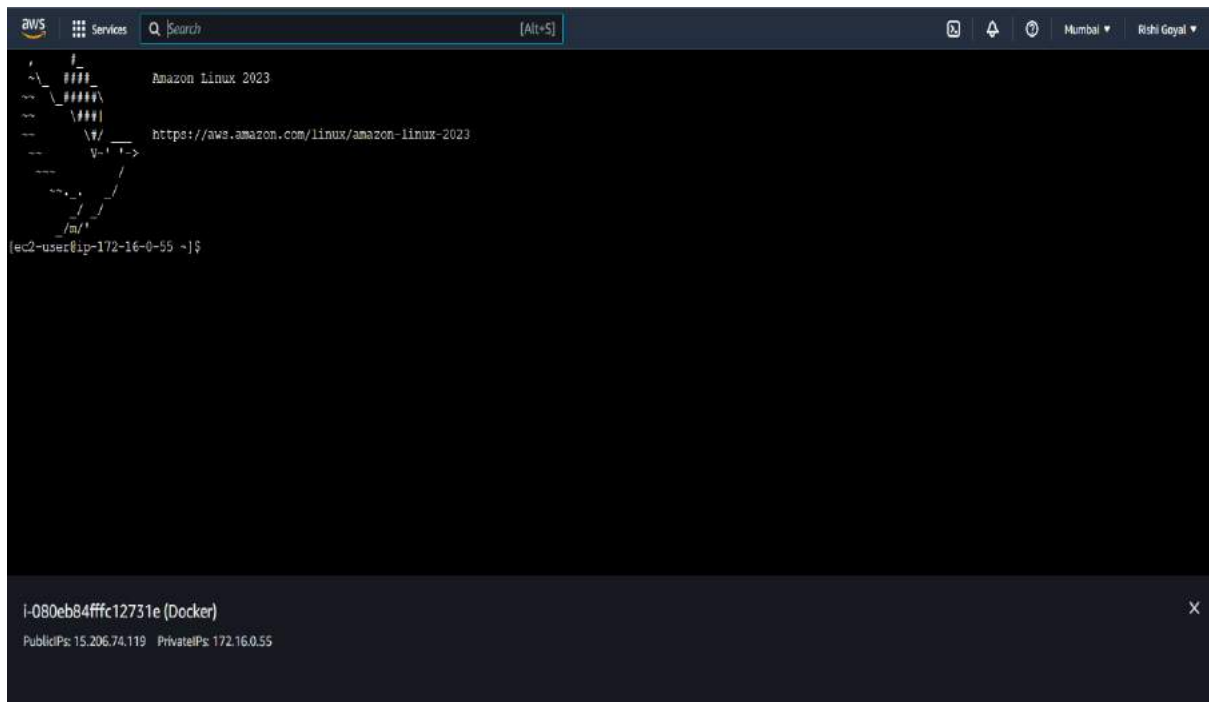 aws Services Search [Alt+S] Mumbai ▼ Rishi Goyal ▼
   ,     #_
   ~\_  ####_        Amazon Linux 2023
  ~~  \_#####\
  ~~     \###|
  ~~       \#/ ___   https://aws.amazon.com/linux/amazon-linux-2023
   ~~       V~' '->
    ~~~         /
      ~~._.   _/
         _/ _/
       _/m/'
[ec2-user@ip-172-16-0-55 ~]$
i-080eb84fffc12731e (Docker)
PublicIPs: 15.206.74.119 PrivateIPs: 172.16.0.55